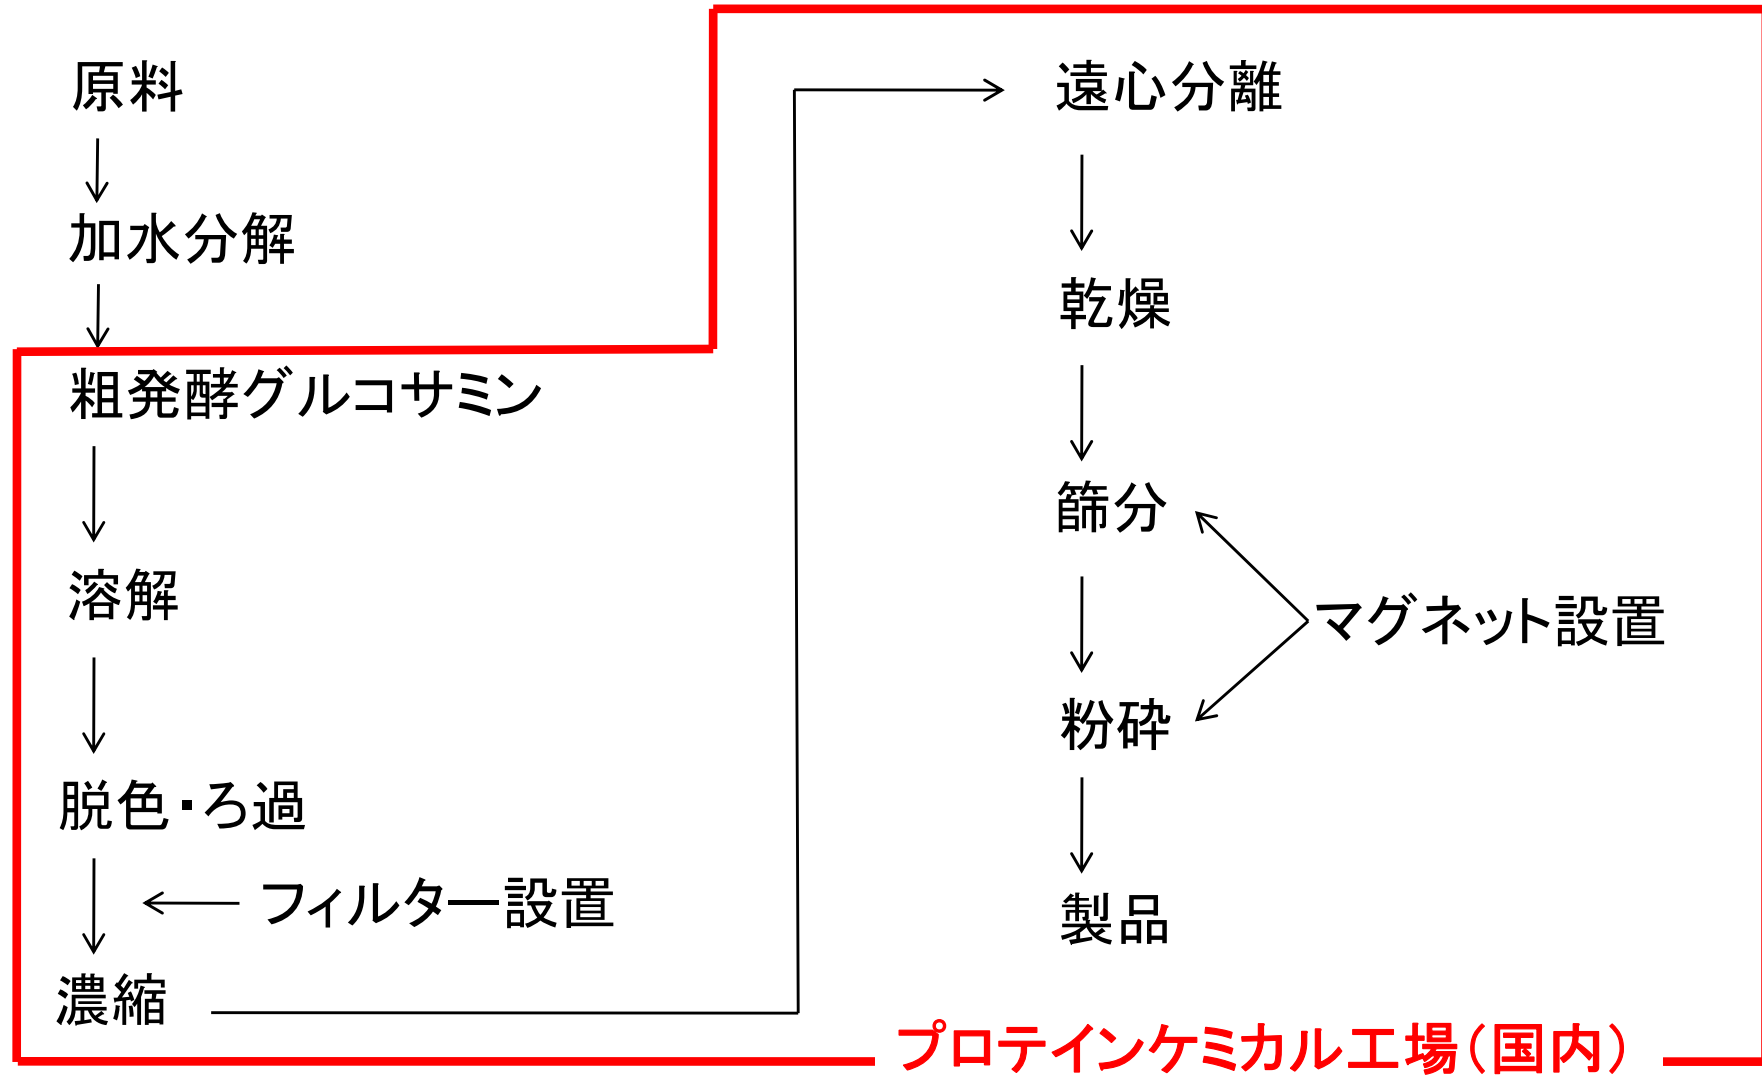 原料
加水分解
粗発酵グルコサミン
溶解
脱色・ろ過
フィルター設置
濃縮
遠心分離
乾燥
篩分
マグネット設置
粉砕
製品
プロテインケミカル工場（国内）